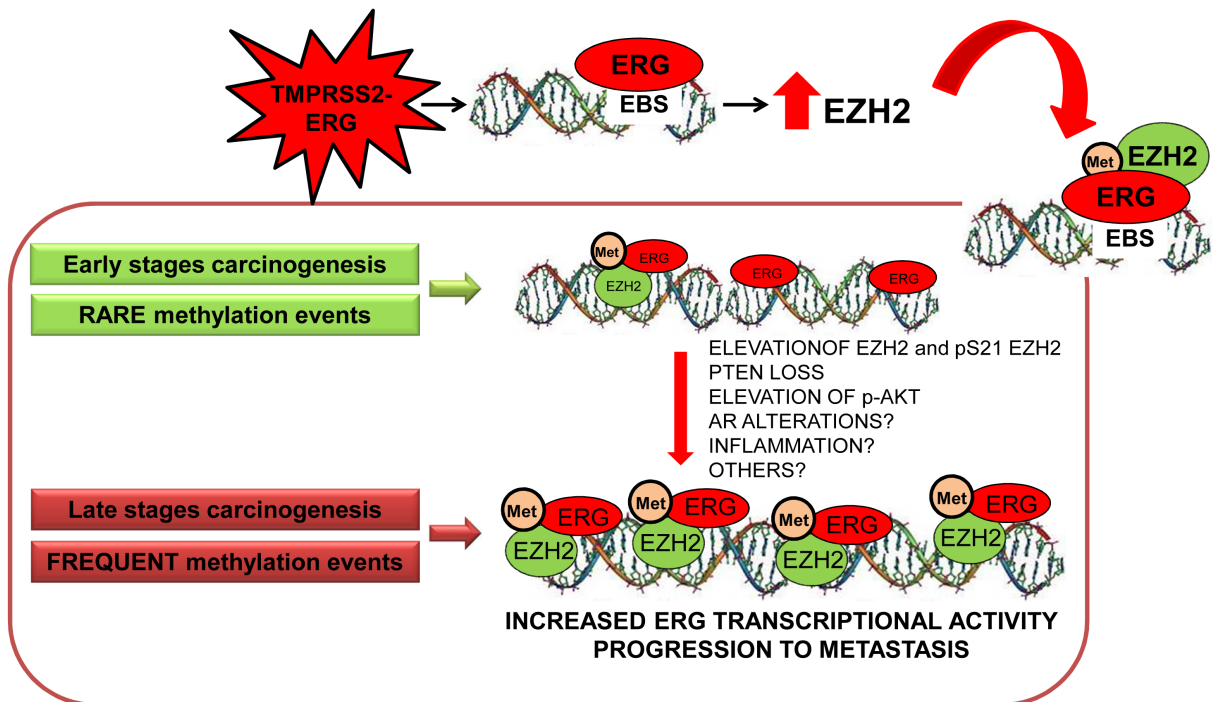 TMPRSS2-
ERG
ERG
EBS
EZH2
Met
EZH2
ERG
EBS
Early stages carcinogenesis
RARE methylation events
Met
ERG
EZH2
ERG
ERG
ELEVATIONOF EZH2 and pS21 EZH2
PTEN LOSS
ELEVATION OF p-AKT
AR ALTERATIONS?
INFLAMMATION?
OTHERS?
Late stages carcinogenesis
FREQUENT methylation events
Met
ERG
EZH2
Met
ERG
EZH2
Met
ERG
EZH2
Met
ERG
EZH2
INCREASED ERG TRANSCRIPTIONAL ACTIVITY
PROGRESSION TO METASTASIS